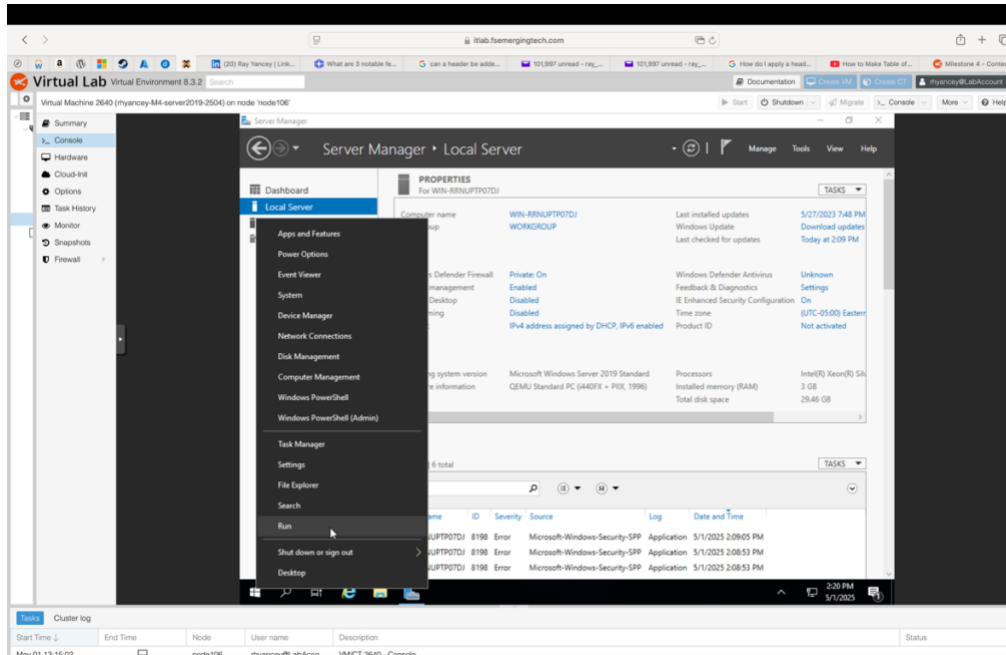 itlab.fsemergingtech.com
(20) Ray Yancey | Link...
What are 3 notable fe...
can a header be adde...
101,997 unread - ray_...
101,997 unread - ray_...
How do I apply a head...
How to Make Table of...
Milestone 4 - Conten
Virtual Lab Virtual Environment 8.3.2 Search
Documentation Create VM Create CT rhyancey@LabAccount
Virtual Machine 2640 (rhyancey-M4-server2019-2504) on node 'node106'
Start Shutdown Migrate Console More Help
Summary
Console
Hardware
Cloud-Init
Options
Task History
Monitor
Snapshots
Firewall
Server Manager
Server Manager • Local Server
Manage Tools View Help
Dashboard
Local Server
PROPERTIES
For WIN-RRNUPTP07DJ
TASKS
Computer name WIN-RRNUPTP07DJ
up WORKGROUP
Last installed updates 5/27/2023 7:48 PM
Windows Update Download updates
Last checked for updates Today at 2:09 PM
s Defender Firewall Private: On
management Enabled
Desktop Disabled
ming Disabled
IPv4 address assigned by DHCP, IPv6 enabled
Windows Defender Antivirus Unknown
Feedback & Diagnostics Settings
IE Enhanced Security Configuration On
Time zone (UTC-05:00) Eastern
Product ID Not activated
ng system version Microsoft Windows Server 2019 Standard
e information QEMU Standard PC (i440FX + PIIX, 1996)
Processors Intel(R) Xeon(R) Silv
Installed memory (RAM) 3 GB
Total disk space 29.46 GB
Apps and Features
Power Options
Event Viewer
System
Device Manager
Network Connections
Disk Management
Computer Management
Windows PowerShell
Windows PowerShell (Admin)
Task Manager
Settings
File Explorer
Search
Run
Shut down or sign out
Desktop
6 total
TASKS
ame ID Severity Source Log Date and Time
UPTP07DJ 8198 Error Microsoft-Windows-Security-SPP Application 5/1/2025 2:09:05 PM
UPTP07DJ 8198 Error Microsoft-Windows-Security-SPP Application 5/1/2025 2:08:53 PM
UPTP07DJ 8198 Error Microsoft-Windows-Security-SPP Application 5/1/2025 2:08:53 PM
2:20 PM
5/1/2025
Tasks Cluster log
Start Time End Time Node User name Description Status
May 01 13:15:02 node106 rhyancey@LabAcco... VM/CT 2640 - Console